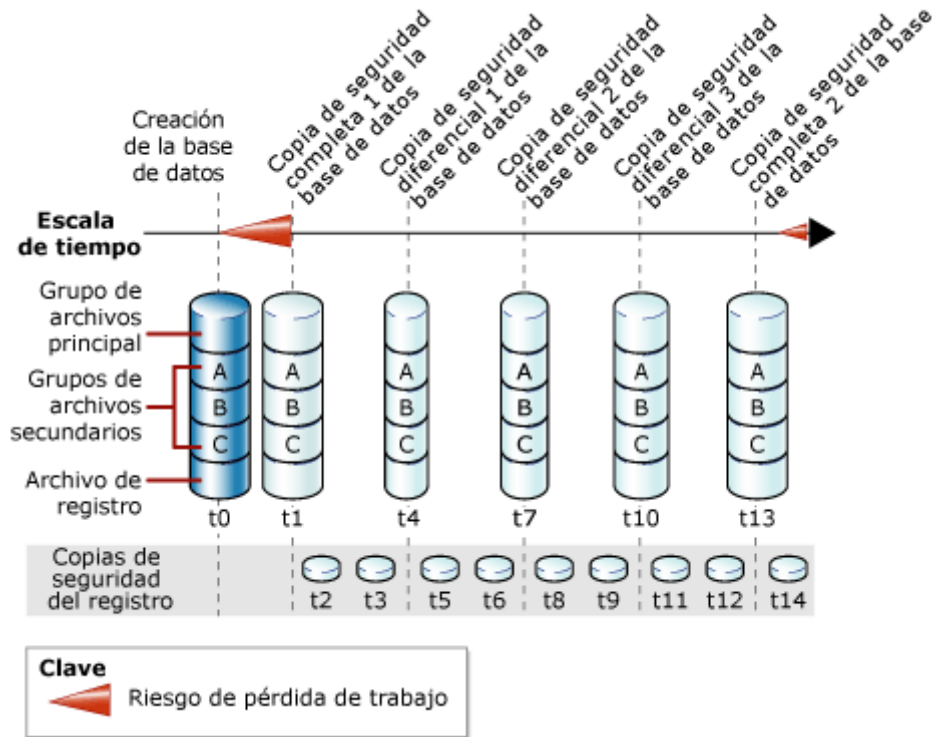 Creación
de la base
de datos
Copia de seguridad
completa 1 de la
base de datos
Copia de seguridad
diferencial 1 de la
base de datos
Copia de seguridad
diferencial 2 de la
base de datos
Copia de seguridad
diferencial 3 de la
base de datos
Copia de seguridad
completa 2 de la base
de datos
Escala
de tiempo
Grupo de
archivos
principal
Grupos de
archivos
secundarios
Archivo de
registro
A A A A A A
B B B B B B
C C C C C C
t0 t1 t4 t7 t10 t13
Copias de
seguridad
del registro
t2 t3 t5 t6 t8 t9 t11 t12 t14
Clave
Riesgo de pérdida de trabajo